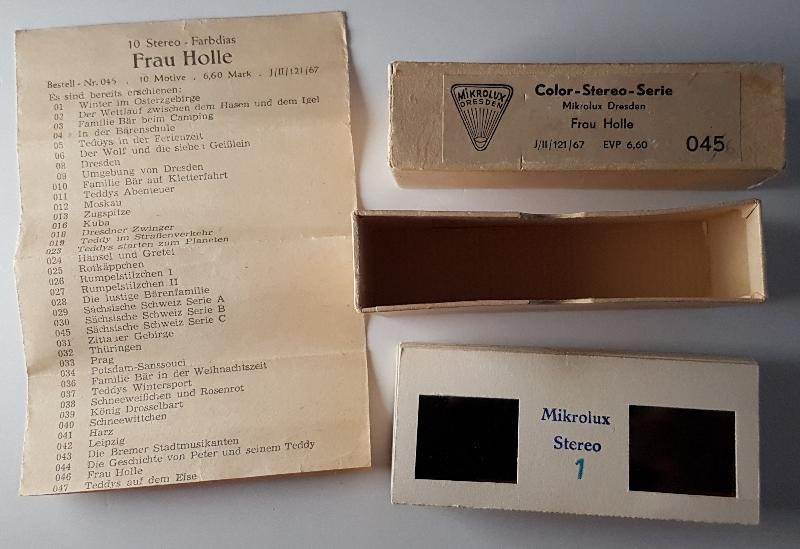 10 Stereo - Farbdias
Frau Holle
Bestell - Nr. 045 . 10 Motive . 6,60 Mark . J/II/121/67
Es sind bereits erschienen:
01 Winter im Osterzgebirge
02 Der Wettlauf zwischen dem Hasen und dem Igel
03 Familie Bär beim Camping
04 In der Bärenschule
05 Teddys in der Ferienzeit
06 Der Wolf und die sieben Geißlein
08 Dresden
09 Umgebung von Dresden
010 Familie Bär auf Kletterfahrt
011 Teddys Abenteuer
012 Moskau
013 Zugspitze
016 Kuba
018 Dresdner Zwinger
019 Teddy im Straßenverkehr
023 Teddys starten zum Planeten
024 Hänsel und Gretel
025 Rotkäppchen
026 Rumpelstilzchen I
027 Rumpelstilzchen II
028 Die lustige Bärenfamilie
029 Sächsische Schweiz Serie A
030 Sächsische Schweiz Serie B
045 Sächsische Schweiz Serie C
031 Zittauer Gebirge
032 Thüringen
033 Prag
034 Potsdam-Sanssouci
036 Familie Bär in der Weihnachtszeit
037 Teddys Wintersport
038 Schneeweißchen und Rosenrot
039 König Drosselbart
040 Schneewittchen
041 Harz
042 Leipzig
043 Die Bremer Stadtmusikanten
044 Die Geschichte von Peter und seinem Teddy
046 Frau Holle
047 Teddys auf dem Eise
MIKROLUX
DRESDEN
Color-Stereo-Serie
Mikrolux Dresden
Frau Holle
J/II/121/67 EVP 6,60 045
Mikrolux
Stereo
1